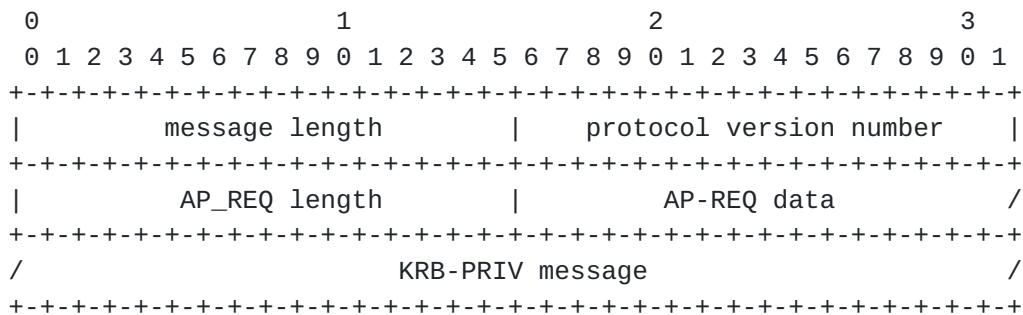 0                   1                   2                   3
 0 1 2 3 4 5 6 7 8 9 0 1 2 3 4 5 6 7 8 9 0 1 2 3 4 5 6 7 8 9 0 1
+-+-+-+-+-+-+-+-+-+-+-+-+-+-+-+-+-+-+-+-+-+-+-+-+-+-+-+-+-+-+-+-+
|         message length        |    protocol version number    |
+-+-+-+-+-+-+-+-+-+-+-+-+-+-+-+-+-+-+-+-+-+-+-+-+-+-+-+-+-+-+-+-+
|          AP_REQ length        |         AP-REQ data           /
+-+-+-+-+-+-+-+-+-+-+-+-+-+-+-+-+-+-+-+-+-+-+-+-+-+-+-+-+-+-+-+-+
/                        KRB-PRIV message                       /
+-+-+-+-+-+-+-+-+-+-+-+-+-+-+-+-+-+-+-+-+-+-+-+-+-+-+-+-+-+-+-+-+